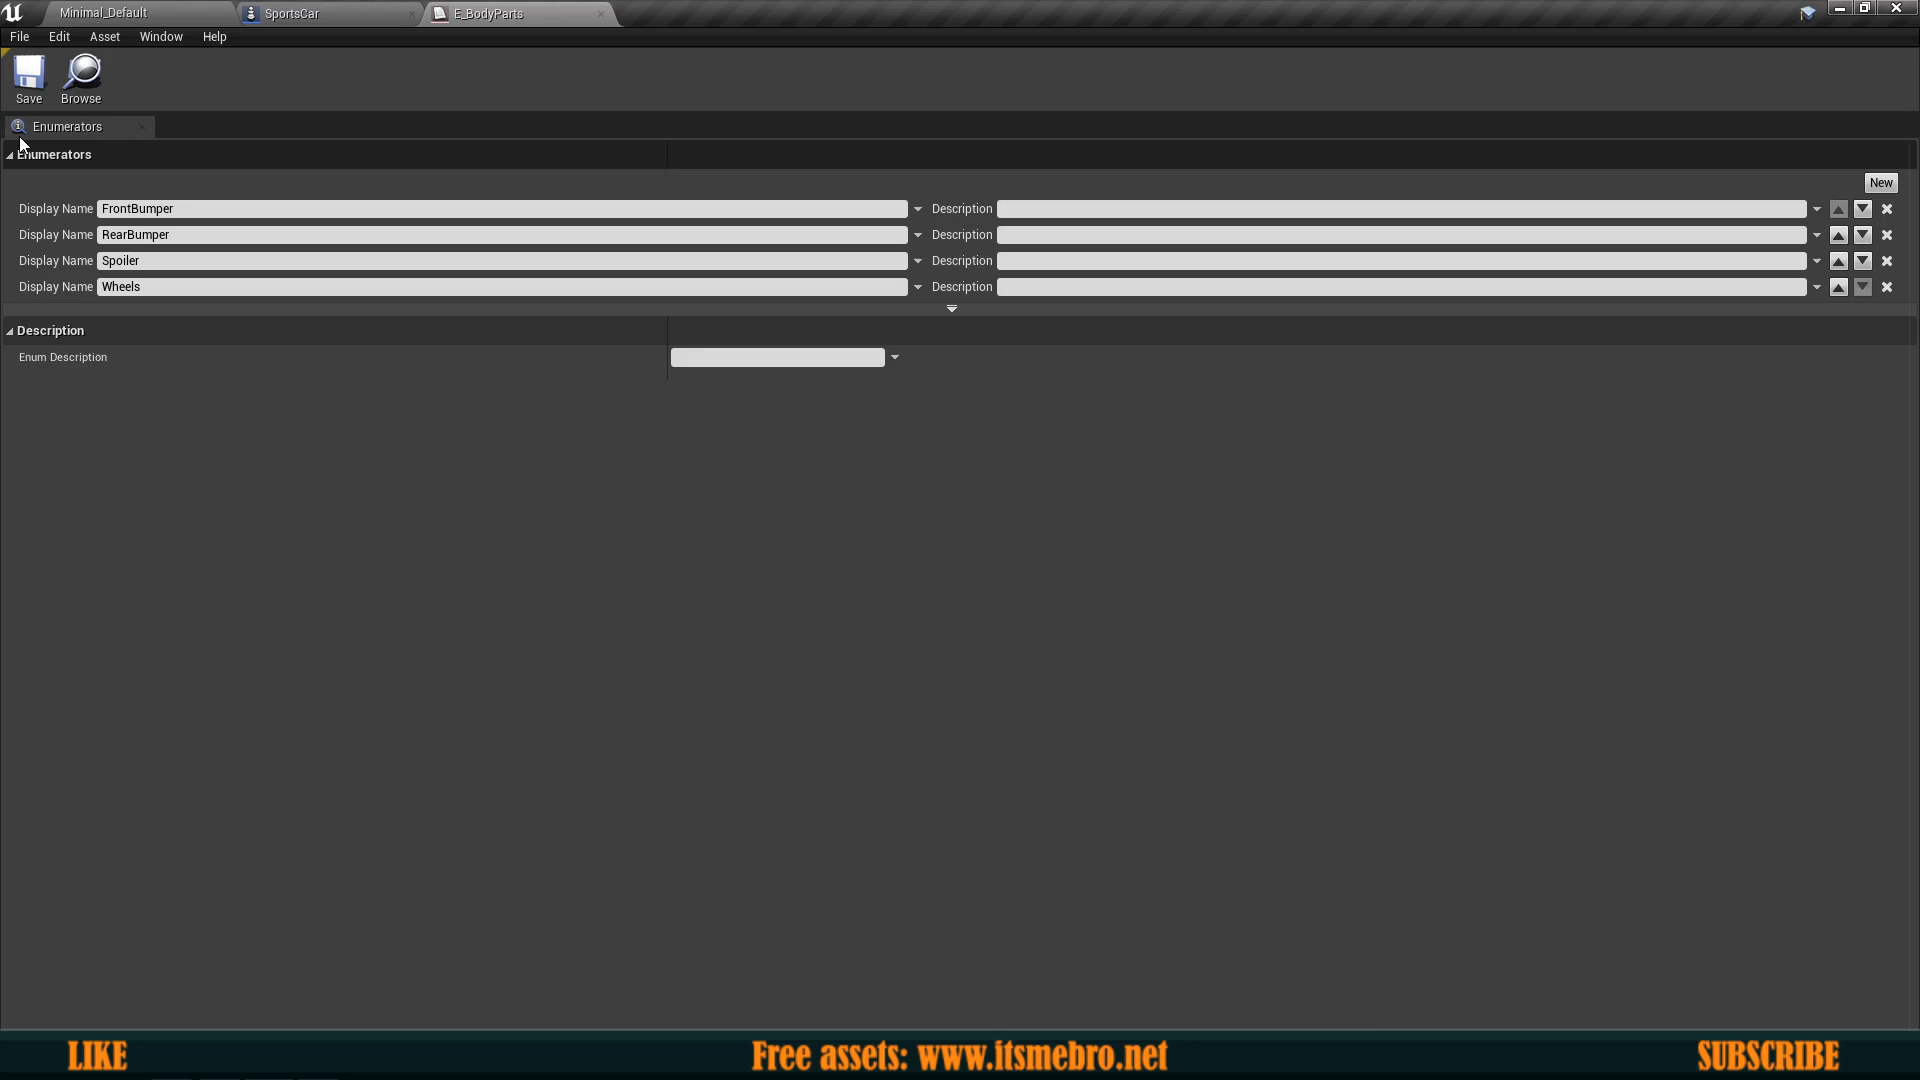 Minimal_Default SportsCar E_BodyParts
File Edit Asset Window Help
Save Browse
Enumerators
Enumerators
New
Display Name FrontBumper Description
Display Name RearBumper Description
Display Name Spoiler Description
Display Name Wheels Description
Description
Enum Description
LIKE Free assets: www.itsmebro.net SUBSCRIBE